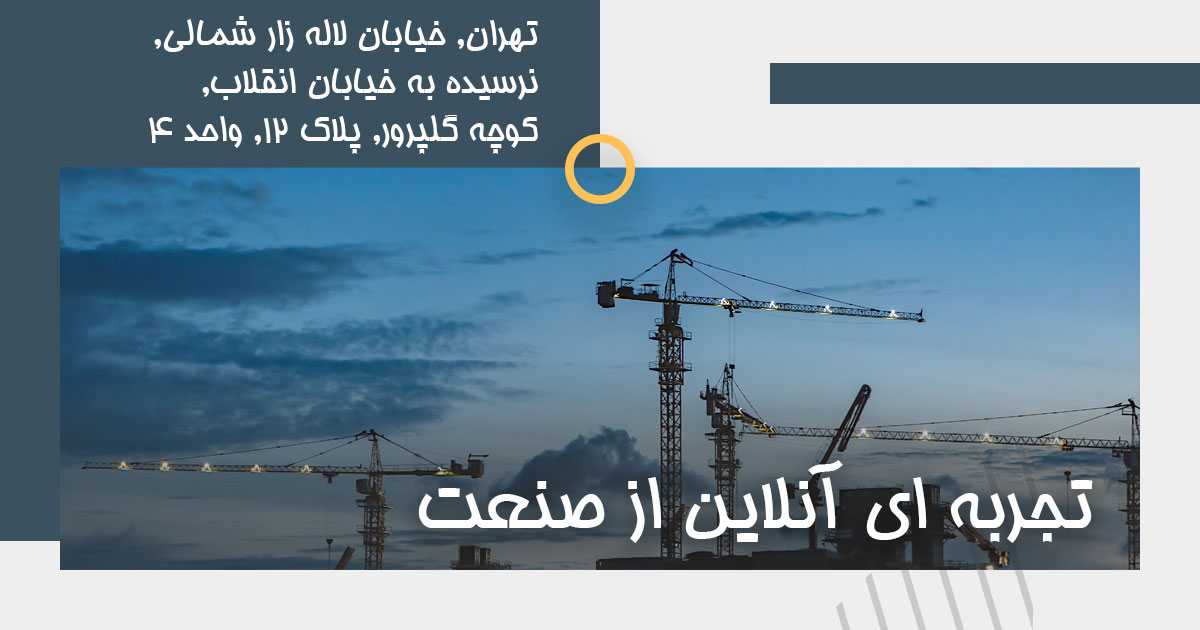 تهران, خیابان لاله زار شمالی,
نرسیده به خیابان انقلاب,
کوچه گلپرور, پلاک ۱۲, واحد ۴
تجربه ای آنلاین از صنعت